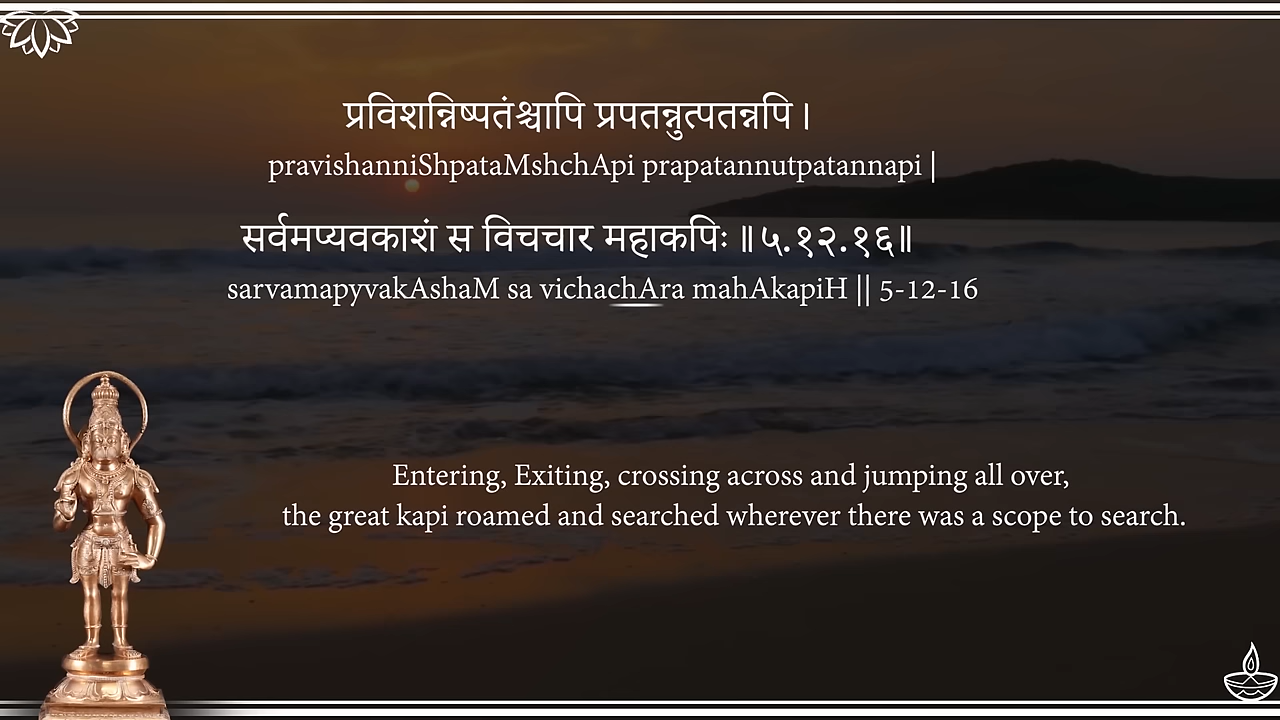 प्रविशन्निष्पतंश्चापि प्रपतन्नुत्पतन्नपि ।
pravishanniShpataMshchApi prapatannutpatannapi |
सर्वमप्यवकाशं स विचचार महाकपिः ॥५.१२.१६॥
sarvamapyvakAshaM sa vichachAra mahAkapiH || 5-12-16
Entering, Exiting, crossing across and jumping all over,
the great kapi roamed and searched wherever there was a scope to search.